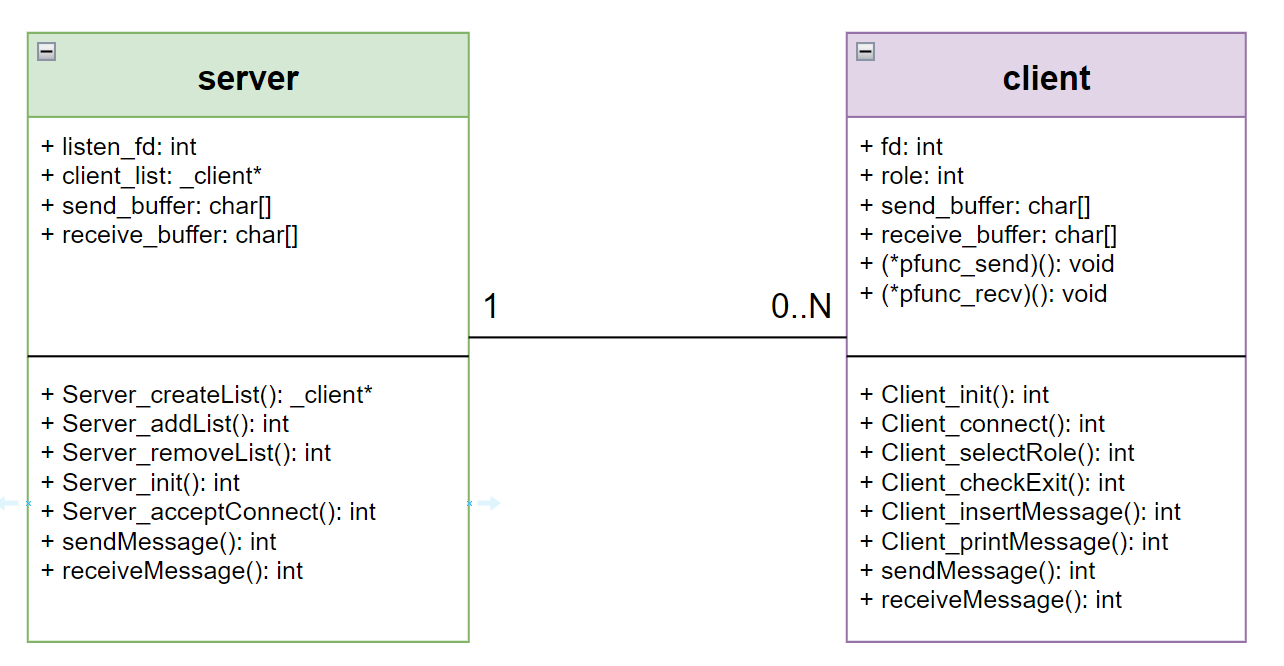 server
+ listen_fd: int
+ client_list: _client*
+ send_buffer: char[]
+ receive_buffer: char[]
+ Server_createList(): _client*
+ Server_addList(): int
+ Server_removeList(): int
+ Server_init(): int
+ Server_acceptConnect(): int
+ sendMessage(): int
+ receiveMessage(): int
1
0..N
client
+ fd: int
+ role: int
+ send_buffer: char[]
+ receive_buffer: char[]
+ (*pfunc_send)(): void
+ (*pfunc_recv)(): void
+ Client_init(): int
+ Client_connect(): int
+ Client_selectRole(): int
+ Client_checkExit(): int
+ Client_insertMessage(): int
+ Client_printMessage(): int
+ sendMessage(): int
+ receiveMessage(): int